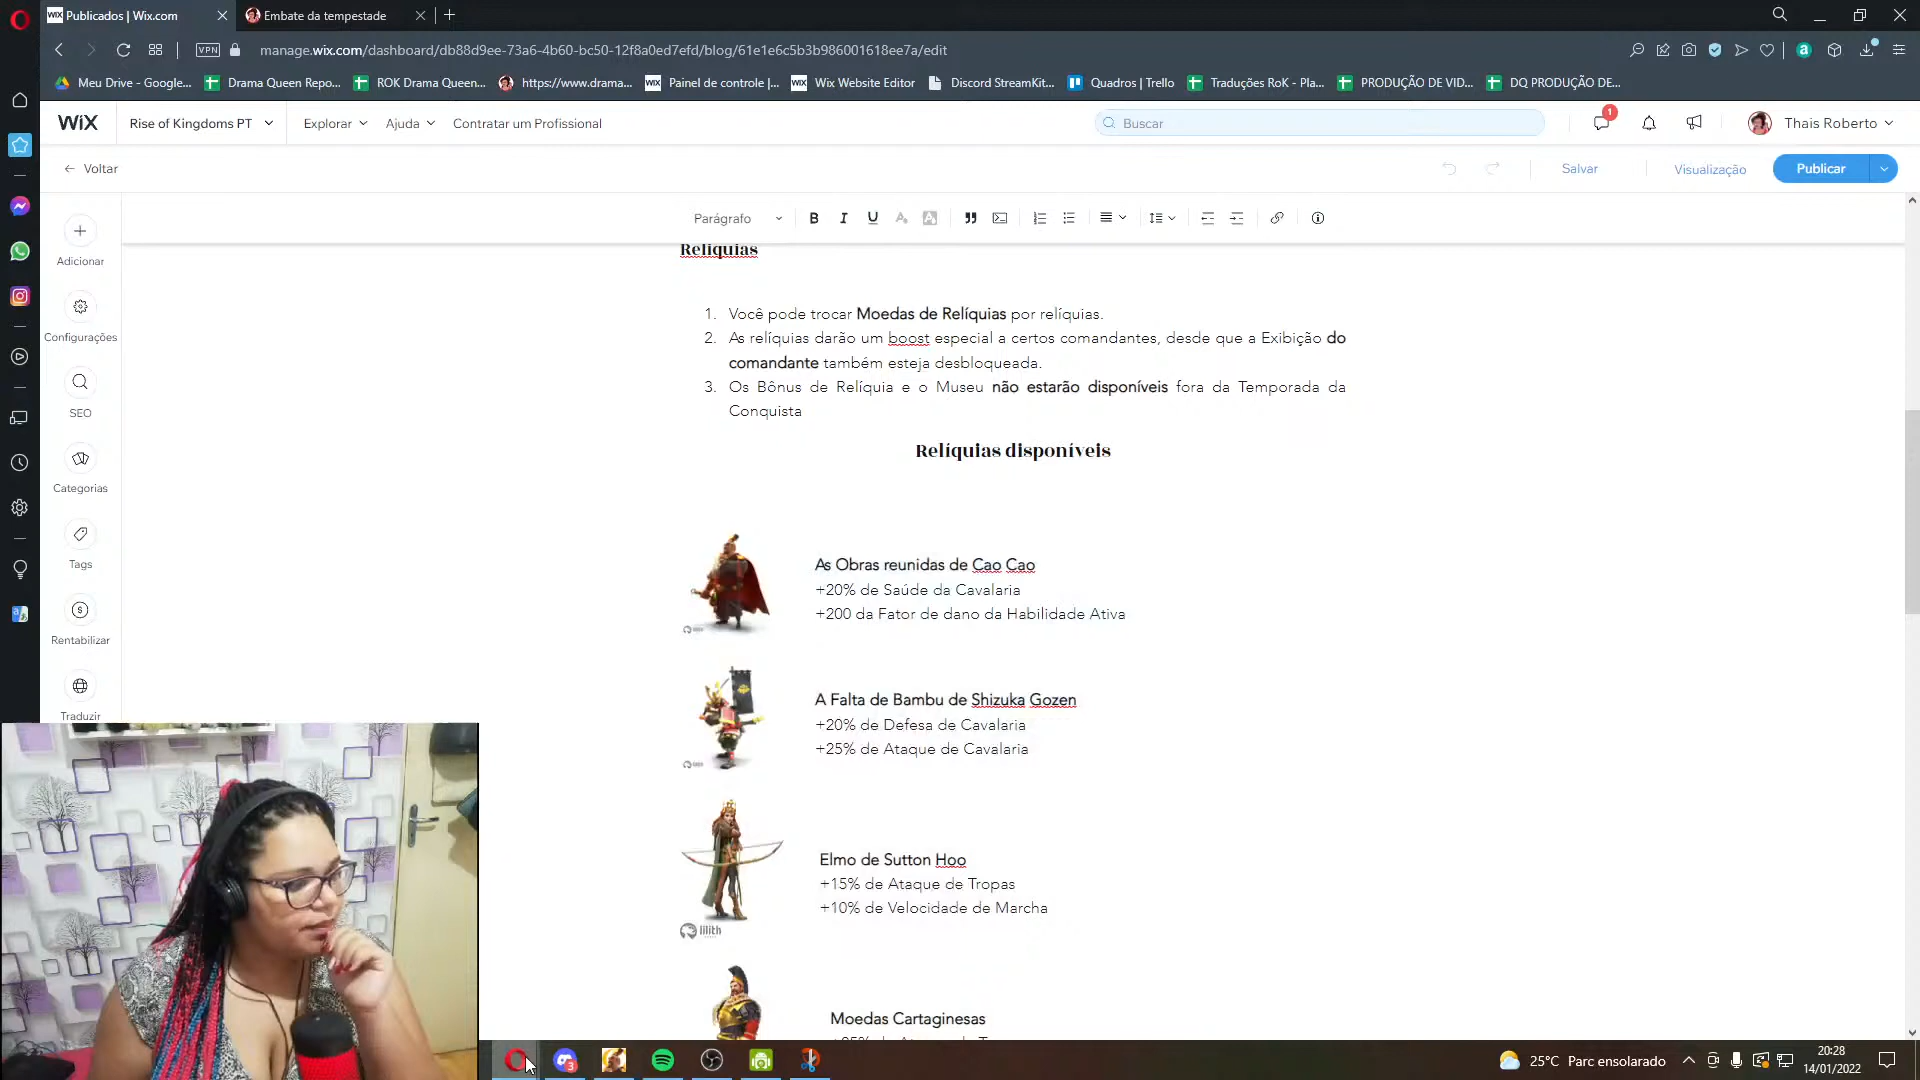 Publicados | Wix.com
Embate da tempestade
VPN
manage.wix.com/dashboard/db88d9ee-73a6-4b60-bc50-12f8a0ed7efd/blog/61e1e6c5b3b986001618ee7a/edit
Meu Drive - Google...
Drama Queen Repo...
ROK Drama Queen...
https://www.drama...
Painel de controle |...
Wix Website Editor
Discord StreamKit...
Quadros | Trello
Traduções RoK - Pla...
PRODUÇÃO DE VID...
DQ PRODUÇÃO DE...
WiX
Rise of Kingdoms PT
Explorar
Ajuda
Contratar um Profissional
Buscar
1
Thais Roberto
Voltar
Salvar
Visualização
Publicar
Parágrafo
B I U
Adicionar
Configurações
SEO
Categorias
Tags
Rentabilizar
Traduzir
Relíquias
1. Você pode trocar Moedas de Relíquias por relíquias.
2. As relíquias darão um boost especial a certos comandantes, desde que a Exibição do
comandante também esteja desbloqueada.
3. Os Bônus de Relíquia e o Museu não estarão disponíveis fora da Temporada da
Conquista
Relíquias disponíveis
As Obras reunidas de Cao Cao
+20% de Saúde da Cavalaria
+200 da Fator de dano da Habilidade Ativa
A Falta de Bambu de Shizuka Gozen
+20% de Defesa de Cavalaria
+25% de Ataque de Cavalaria
Elmo de Sutton Hoo
+15% de Ataque de Tropas
+10% de Velocidade de Marcha
lilith
Moedas Cartaginesas
25°C Parc ensolarado
20:28
14/01/2022